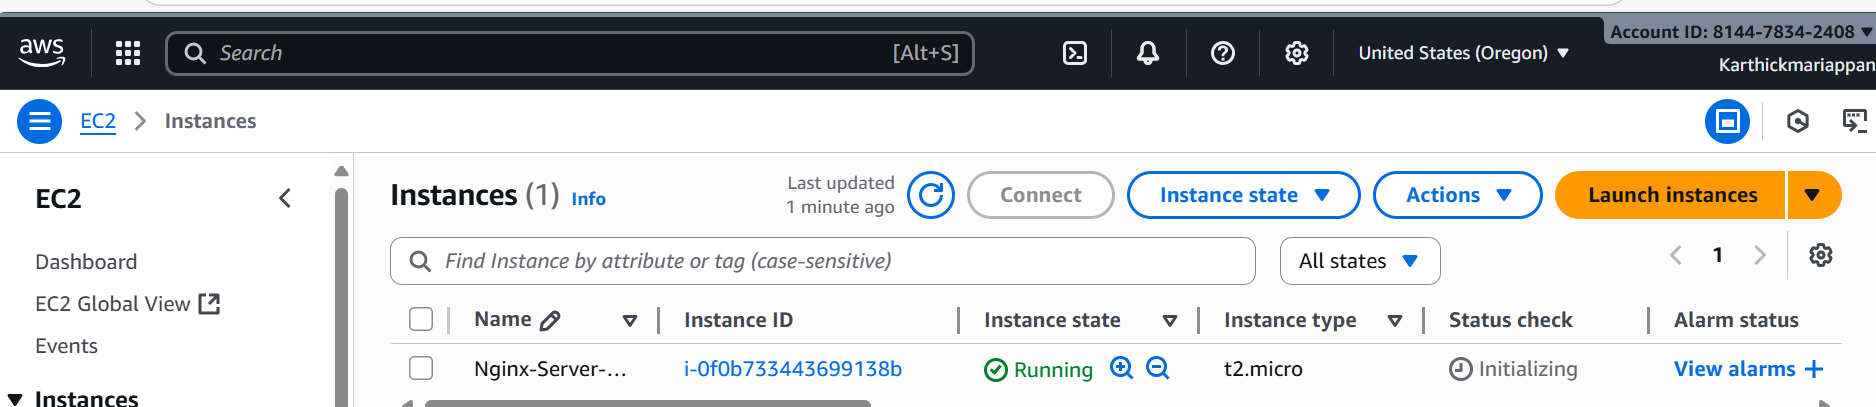 aws
Search [Alt+S]
United States (Oregon)
Account ID: 8144-7834-2408
Karthickmariappan
EC2 > Instances
EC2
Dashboard
EC2 Global View
Events
Instances
Instances (1) Info
Last updated
1 minute ago
Connect
Instance state
Actions
Launch instances
Find Instance by attribute or tag (case-sensitive)
All states
1
Name Instance ID Instance state Instance type Status check Alarm status
Nginx-Server-... i-0f0b733443699138b Running t2.micro Initializing View alarms +